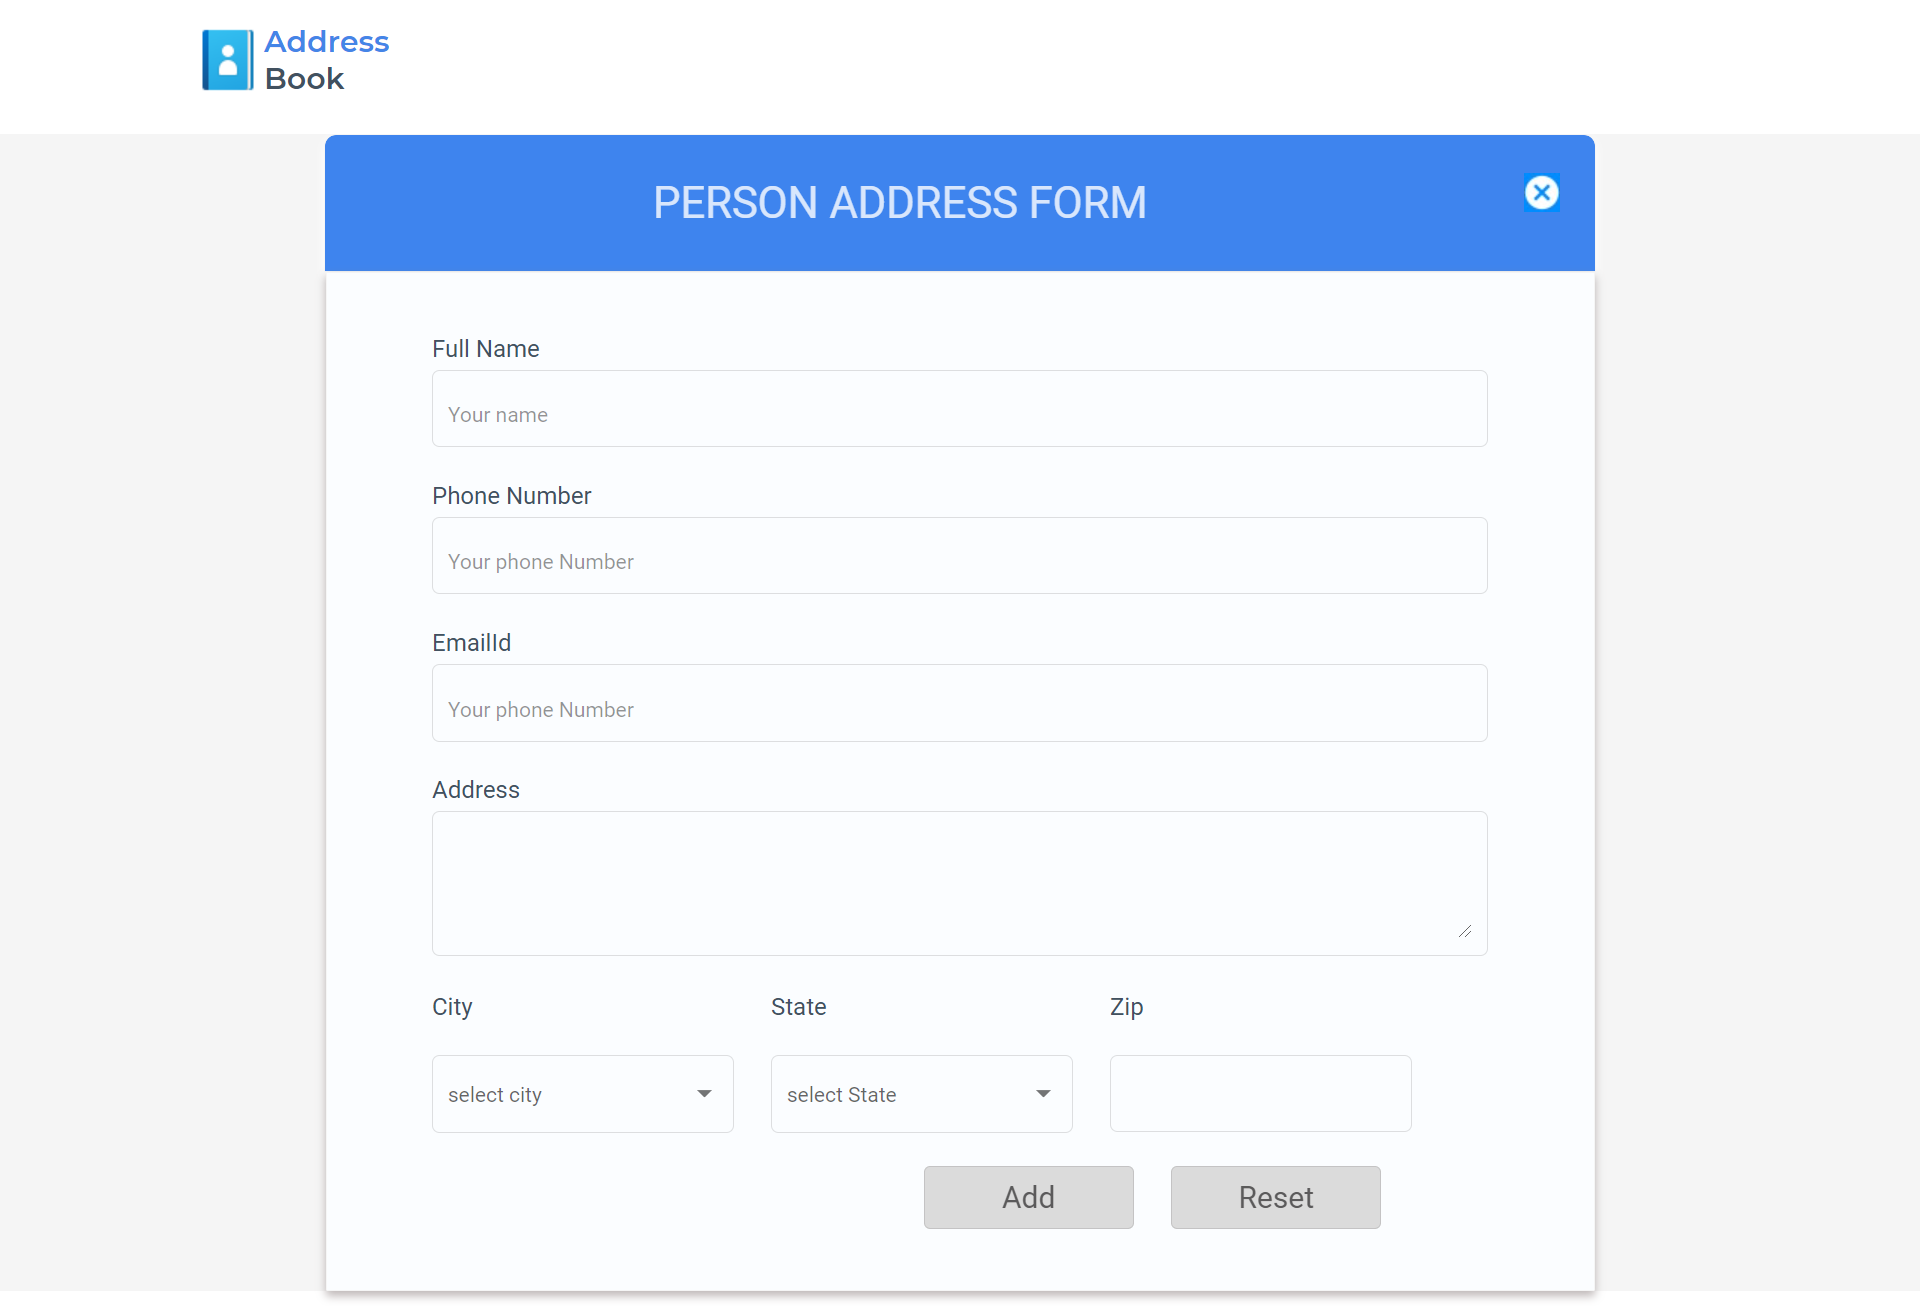 Address
Book
PERSON ADDRESS FORM
Full Name
Your name
Phone Number
Your phone Number
EmailId
Your phone Number
Address
City State Zip
select city select State
Add Reset